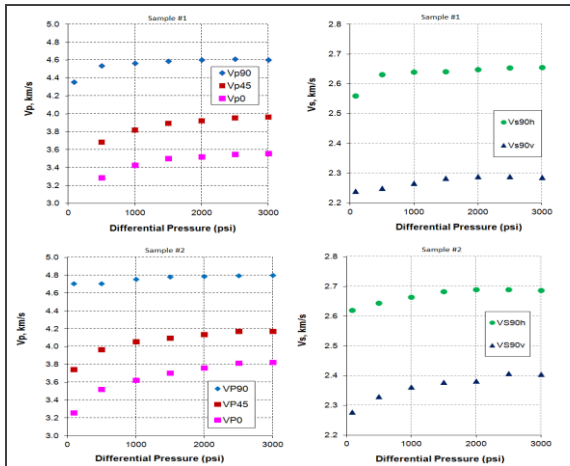 Sample #1
Vp, km/s
5.0
4.8
4.6
4.4
4.2
4.0
3.8
3.6
3.4
3.2
3.0
Vp90
Vp45
Vp0
0 1000 2000 3000
Differential Pressure (psi)
Sample #1
Vs, km/s
2.8
2.7
2.6
2.5
2.4
2.3
2.2
Vs90h
Vs90v
0 1000 2000 3000
Differential Pressure (psi)
Sample #2
Vp, km/s
5.0
4.8
4.6
4.4
4.2
4.0
3.8
3.6
3.4
3.2
3.0
VP90
VP45
VP0
0 1000 2000 3000
Differential Pressure (psi)
Sample #2
Vs, km/s
2.8
2.7
2.6
2.5
2.4
2.3
2.2
VS90h
VS90v
0 1000 2000 3000
Differential Pressure (psi)